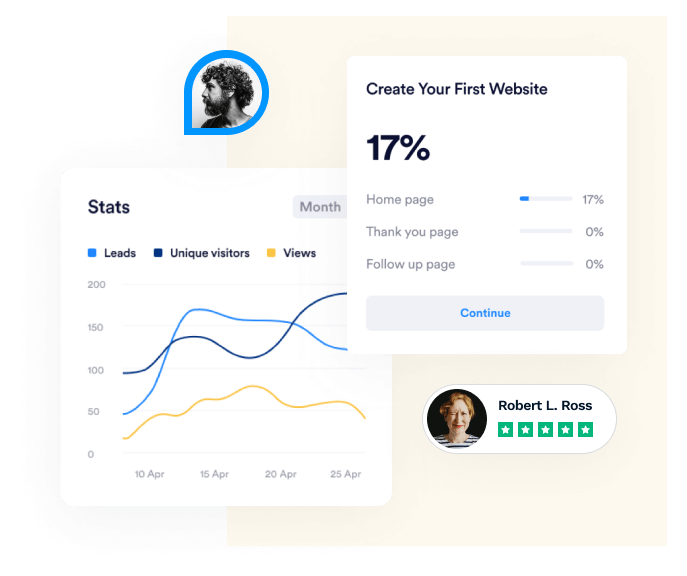 Create Your First Website
17%
Home page 17%
Thank you page 0%
Follow up page 0%
Continue
Stats
Month
Leads Unique visitors Views
200
150
100
50
0
10 Apr 15 Apr 20 Apr 25 Apr
Robert L. Ross